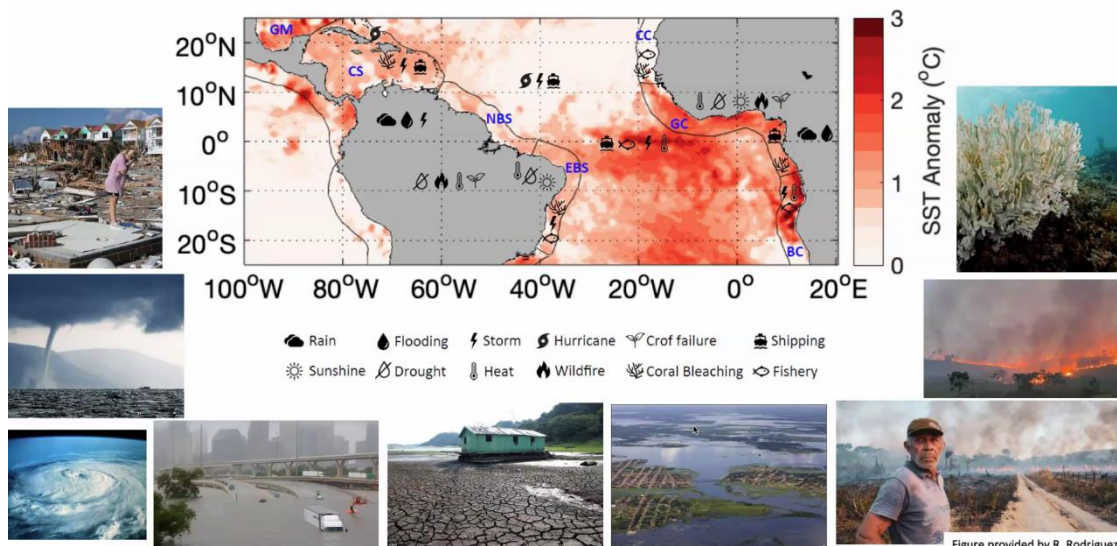 GM
CC
CS
NBS
GC
EBS
BC
20°N
10°N
0°
10°S
20°S
100°W 80°W 60°W 40°W 20°W 0° 20°E
3
2
1
0
SST Anomaly (°C)
Rain Flooding Storm Hurricane Crof failure Shipping
Sunshine Drought Heat Wildfire Coral Bleaching Fishery
Figure provided by R. Rodrigues